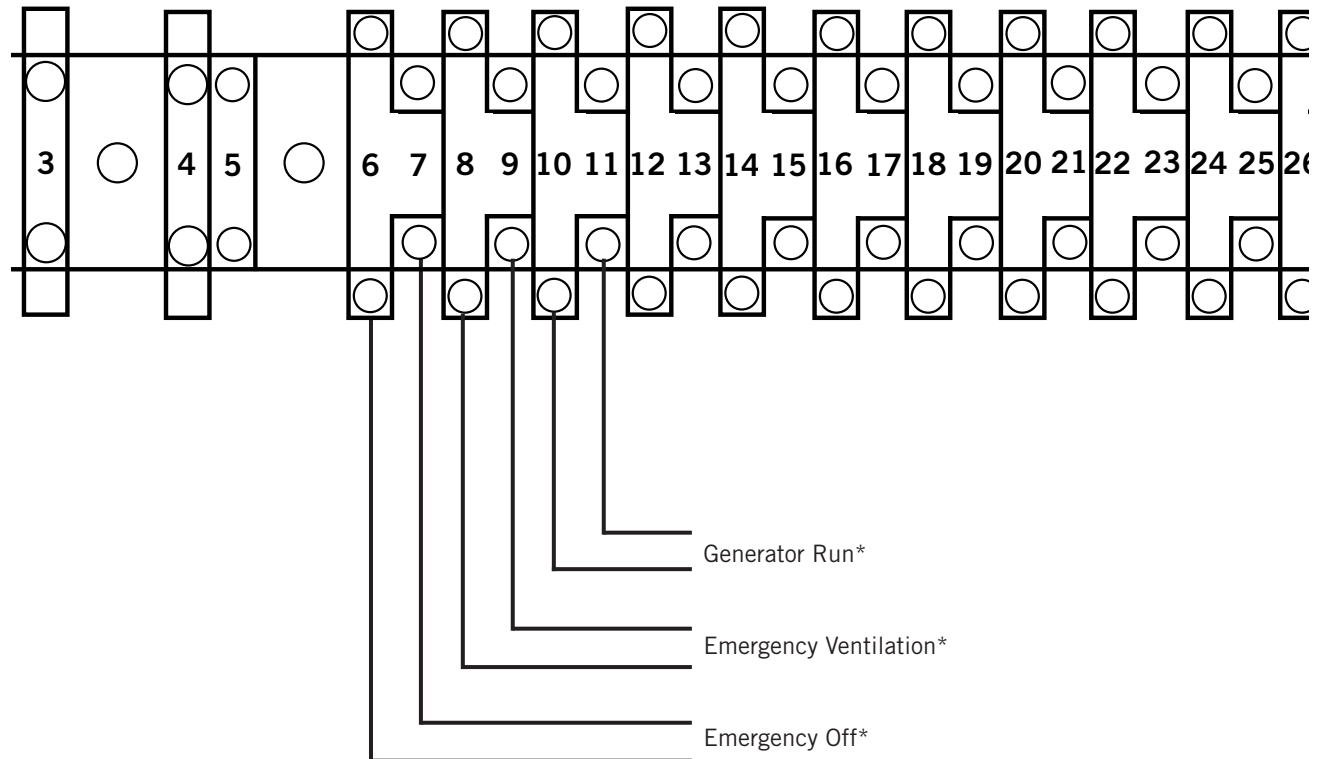 3 4 5 6 7 8 9 10 11 12 13 14 15 16 17 18 19 20 21 22 23 24 25 26
Generator Run*
Emergency Ventilation*
Emergency Off*